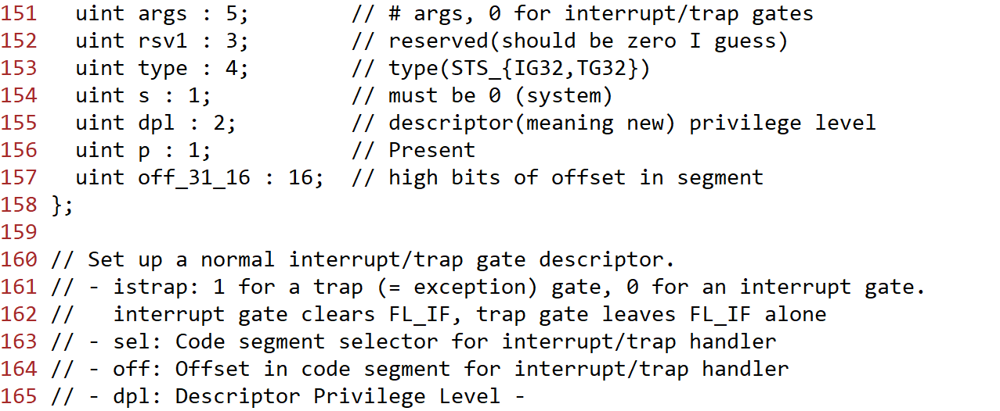 151   uint args : 5;        // # args, 0 for interrupt/trap gates
152   uint rsv1 : 3;        // reserved(should be zero I guess)
153   uint type : 4;        // type(STS_{IG32,TG32})
154   uint s : 1;           // must be 0 (system)
155   uint dpl : 2;         // descriptor(meaning new) privilege level
156   uint p : 1;           // Present
157   uint off_31_16 : 16;  // high bits of offset in segment
158 };
159
160 // Set up a normal interrupt/trap gate descriptor.
161 // - istrap: 1 for a trap (= exception) gate, 0 for an interrupt gate.
162 //   interrupt gate clears FL_IF, trap gate leaves FL_IF alone
163 // - sel: Code segment selector for interrupt/trap handler
164 // - off: Offset in code segment for interrupt/trap handler
165 // - dpl: Descriptor Privilege Level -